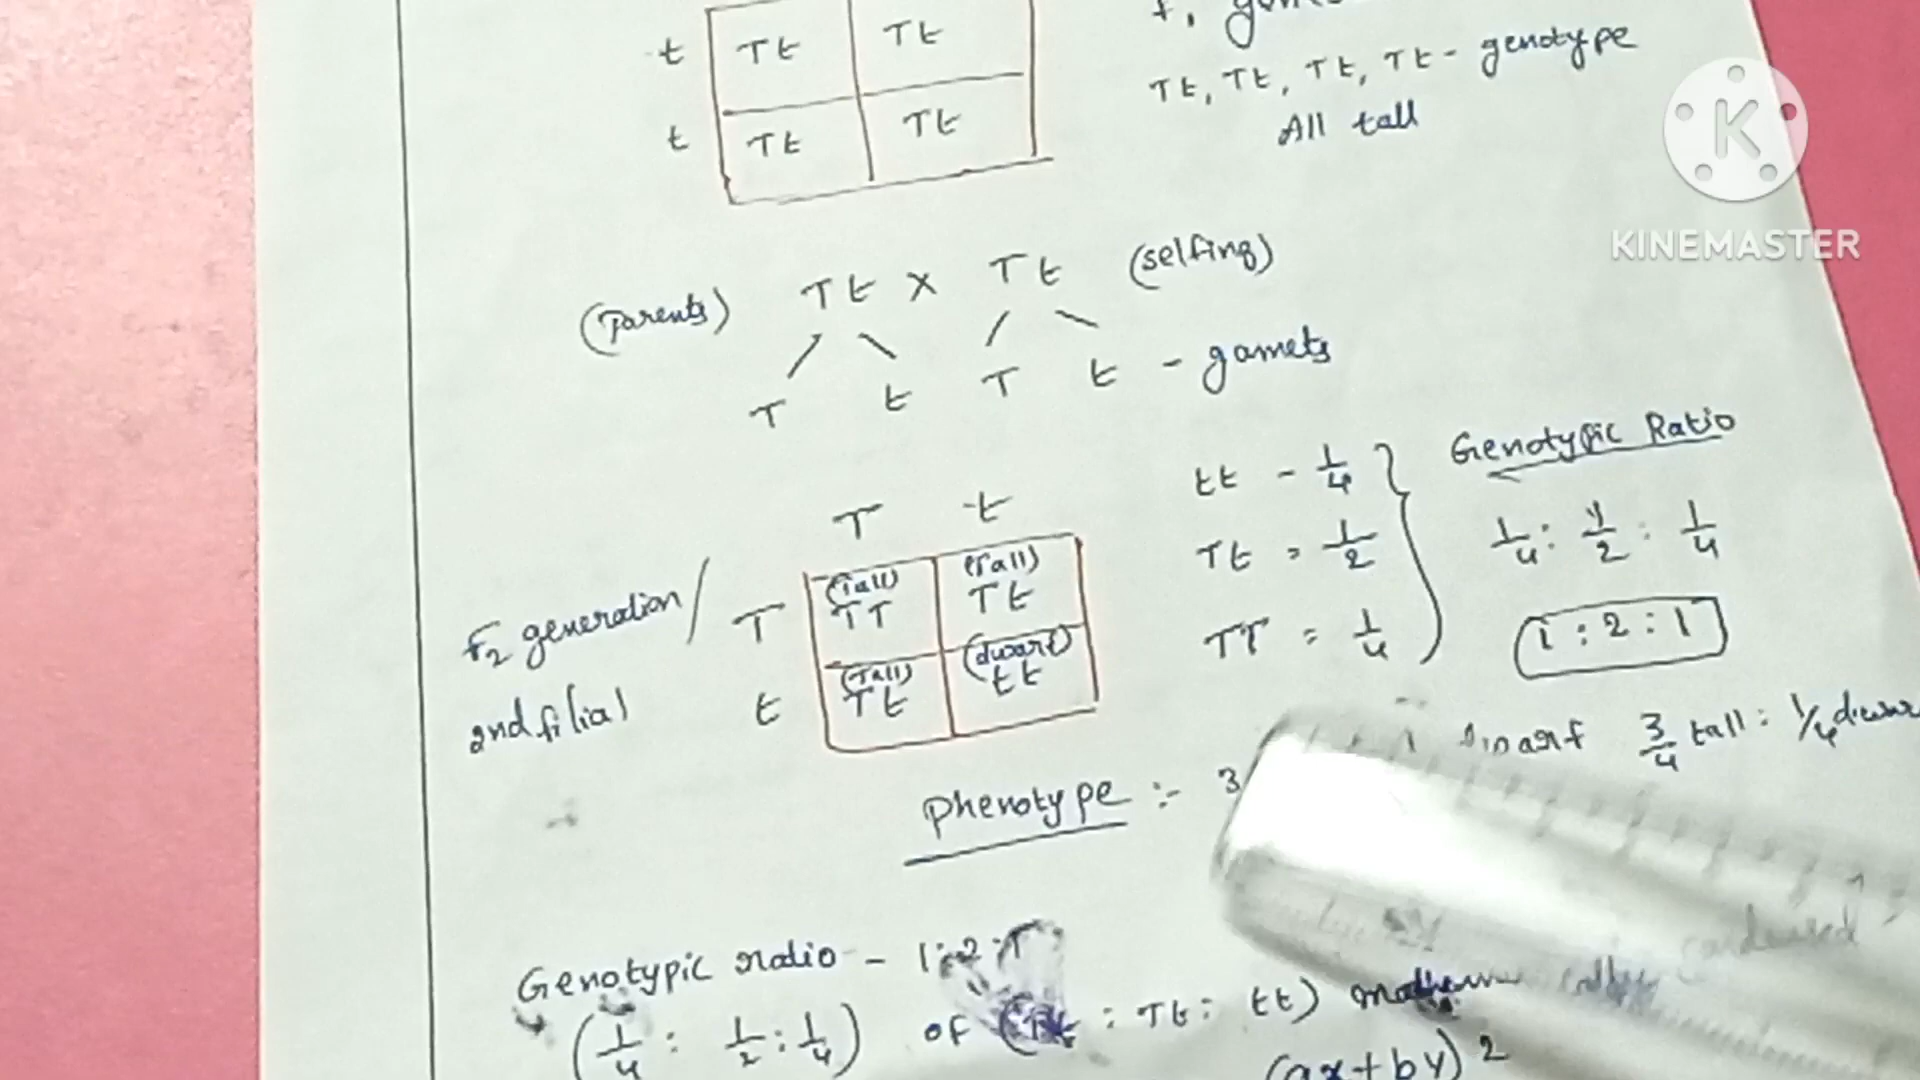 t Tt Tt
Tt, Tt, Tt, Tt - genotype
t Tt Tt
All tall
KINEMASTER
(Parents) Tt x Tt (selfing)
T t T t - gamets
Genotypic Ratio
tt - 1/4
T t
Tt = 1/2
1/4 : 1/2 : 1/4
F2 generation/
T (Tall) TT (Tall) Tt
TT = 1/4
1 : 2 : 1
2nd filial
t (Tall) Tt (dwarf) tt
3/4 tall : 1/4
Phenotype :- 3
Genotypic ratio - 1:2:1
(1/4 : 1/2 : 1/4) of : Tt : tt)
(ax+by)2